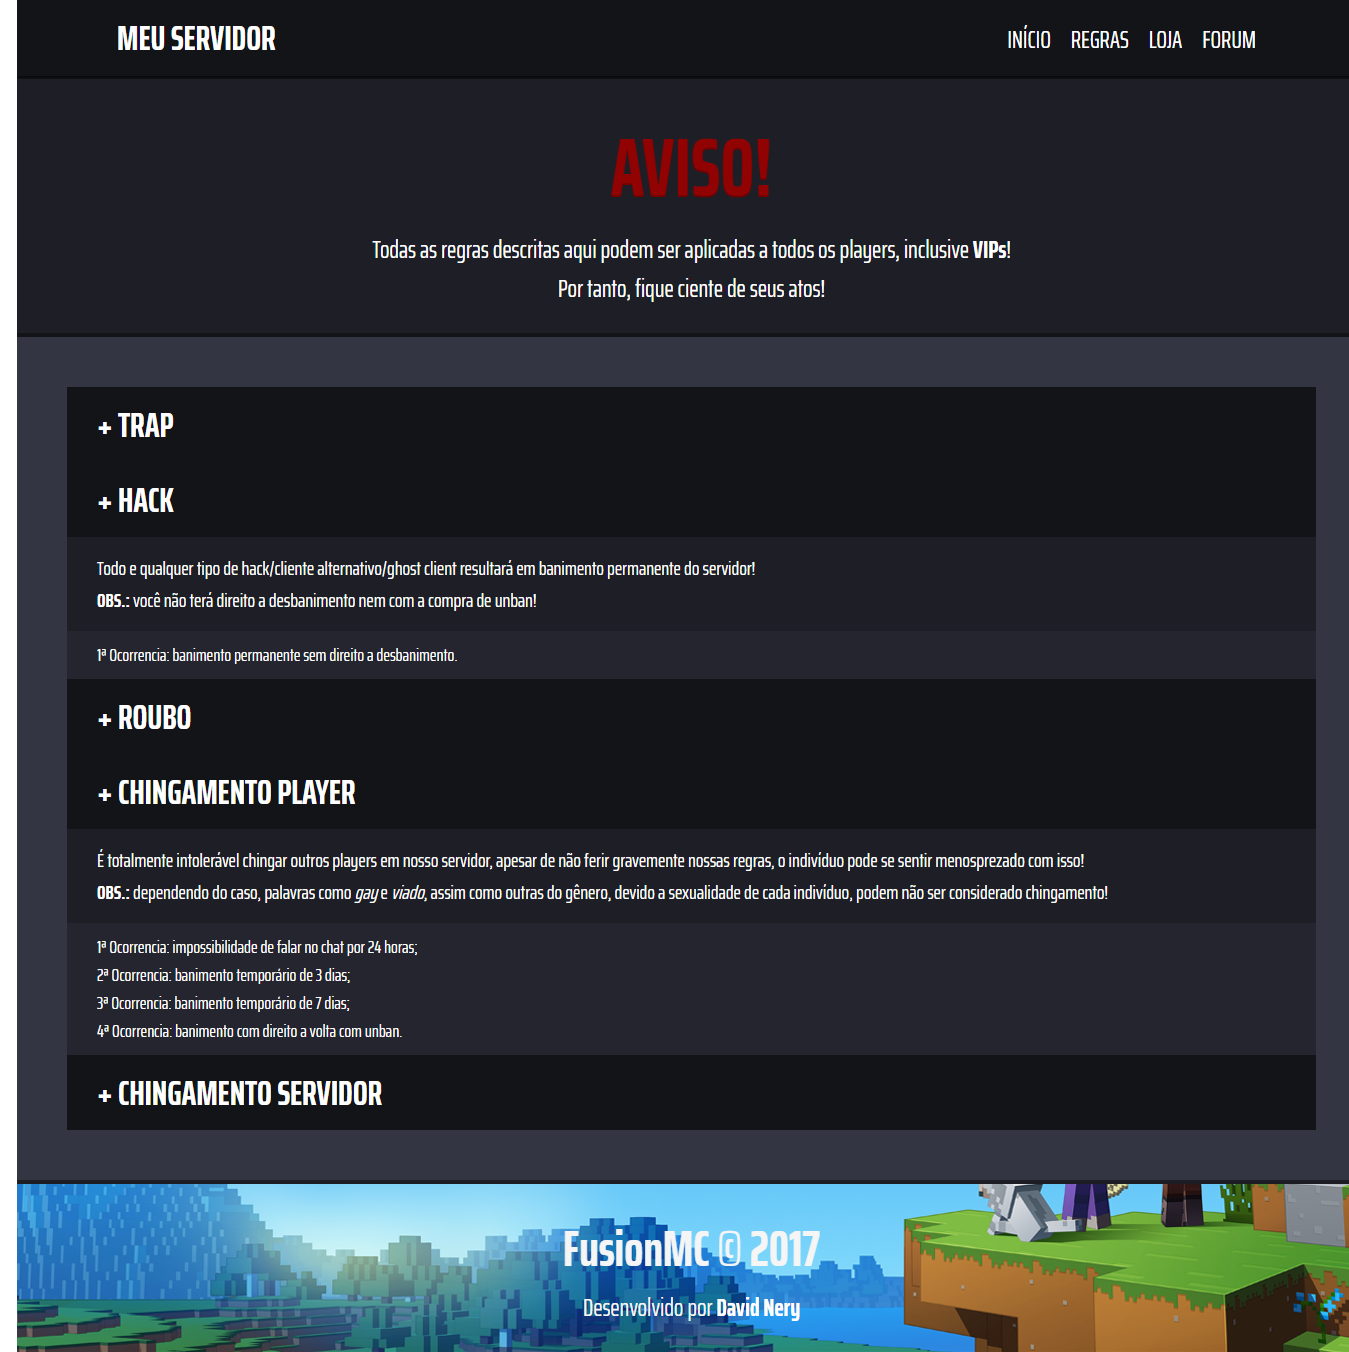 MEU SERVIDOR
INÍCIO REGRAS LOJA FORUM
AVISO!
Todas as regras descritas aqui podem ser aplicadas a todos os players, inclusive VIPs!
Por tanto, fique ciente de seus atos!
+ TRAP
+ HACK
Todo e qualquer tipo de hack/cliente alternativo/ghost client resultará em banimento permanente do servidor!
OBS.: você não terá direito a desbanimento nem com a compra de unban!
1ª Ocorrencia: banimento permanente sem direito a desbanimento.
+ ROUBO
+ CHINGAMENTO PLAYER
É totalmente intolerável chingar outros players em nosso servidor, apesar de não ferir gravemente nossas regras, o indivíduo pode se sentir menosprezado com isso!
OBS.: dependendo do caso, palavras como gay e viado, assim como outras do gênero, devido a sexualidade de cada indivíduo, podem não ser considerado chingamento!
1ª Ocorrencia: impossibilidade de falar no chat por 24 horas;
2ª Ocorrencia: banimento temporário de 3 dias;
3ª Ocorrencia: banimento temporário de 7 dias;
4ª Ocorrencia: banimento com direito a volta com unban.
+ CHINGAMENTO SERVIDOR
FusionMC © 2017
Desenvolvido por David Nery